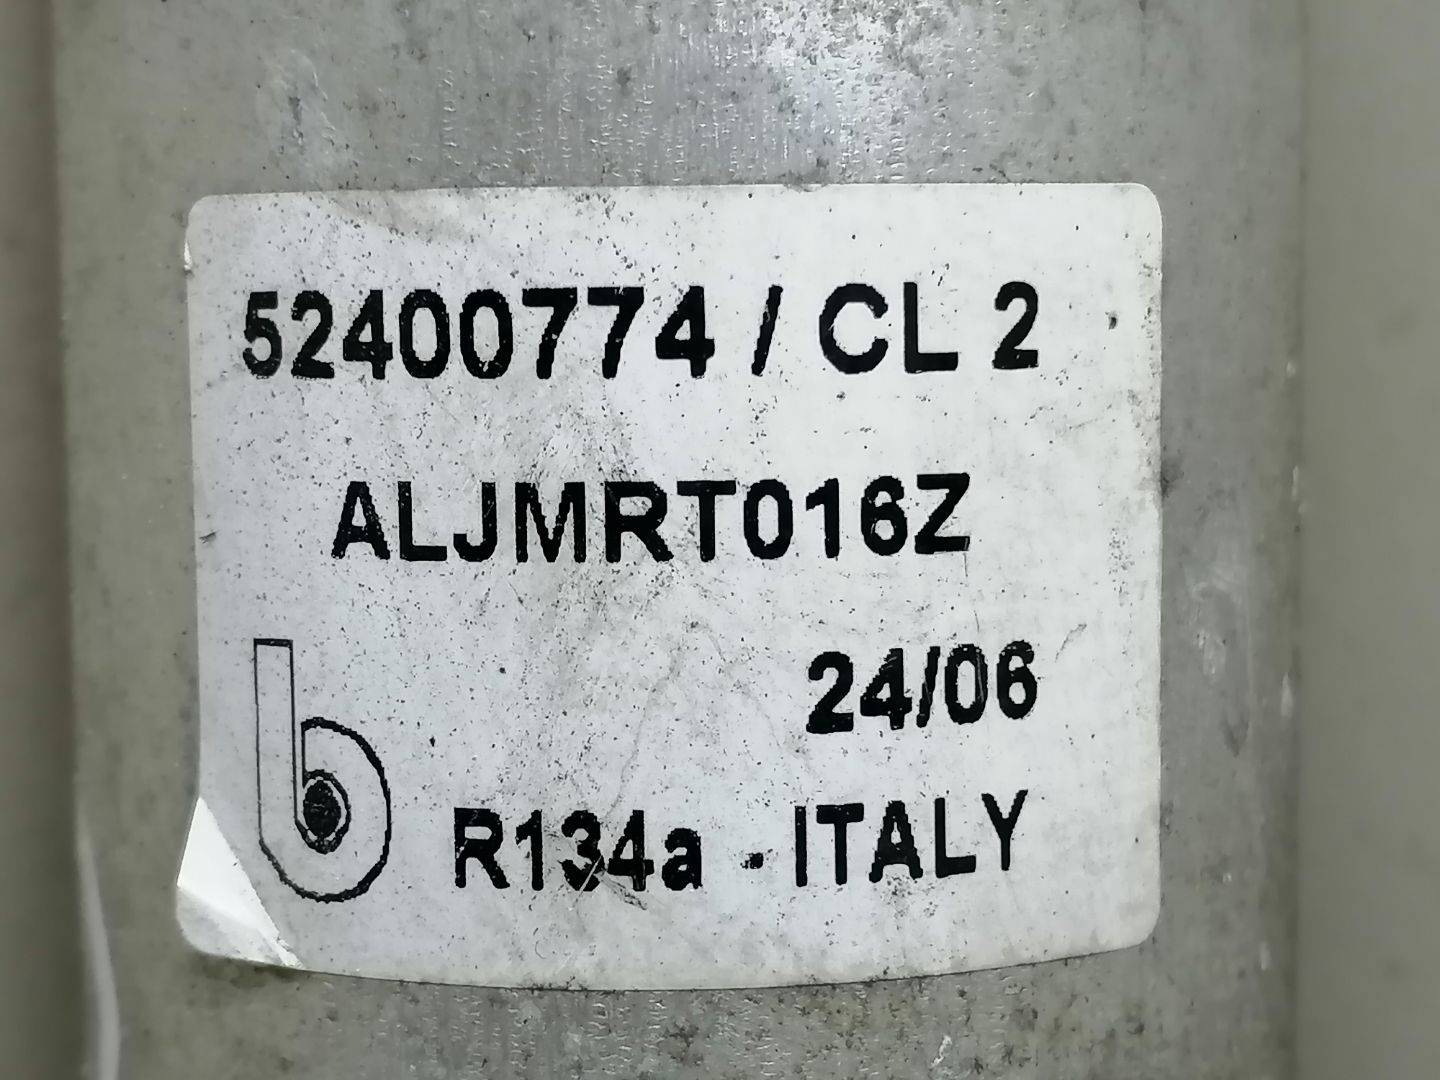 52400774 / CL 2
ALJMRT016Z
24/06
b
R134a - ITALY